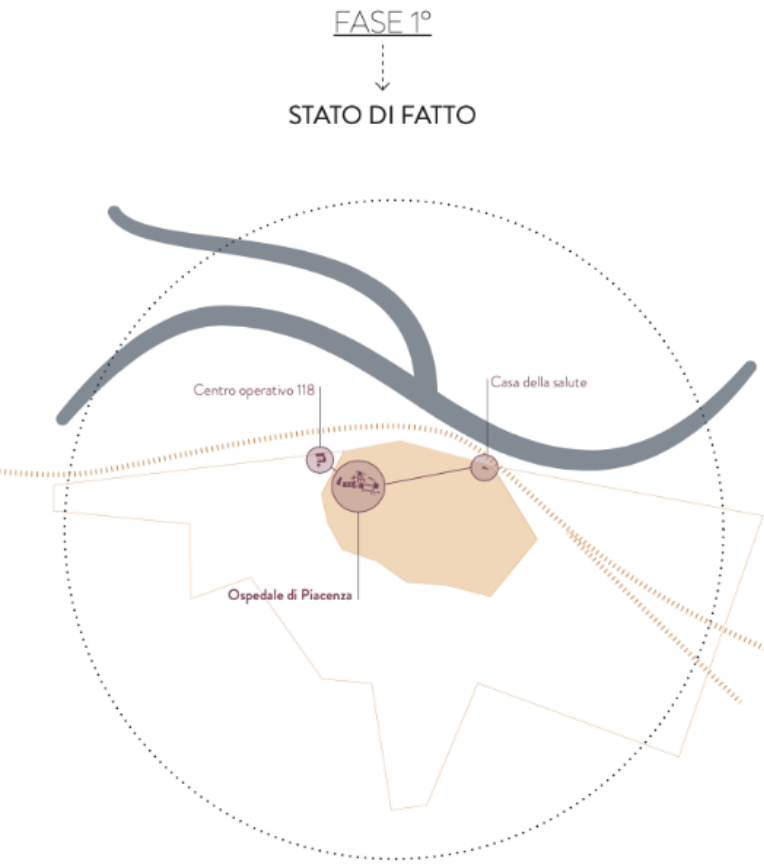 FASE 1°
STATO DI FATTO
Centro operativo 118
Casa della salute
Ospedale di Piacenza